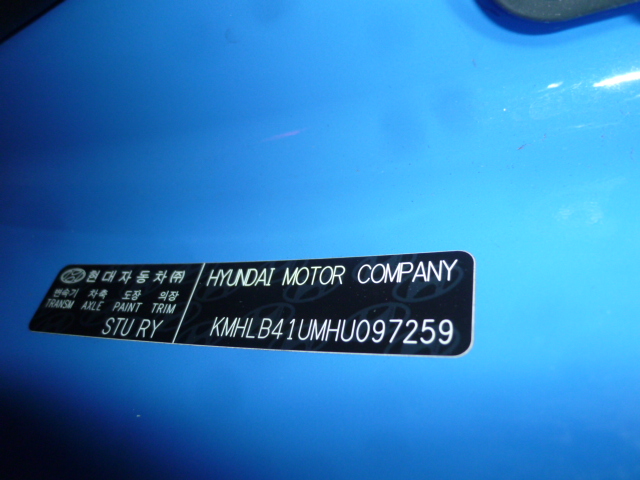 현대자동차㈜
변속기 차축 도장 의장
TRANSM AXLE PAINT TRIM
STU RY
HYUNDAI MOTOR COMPANY
KMHLB41UMHU097259